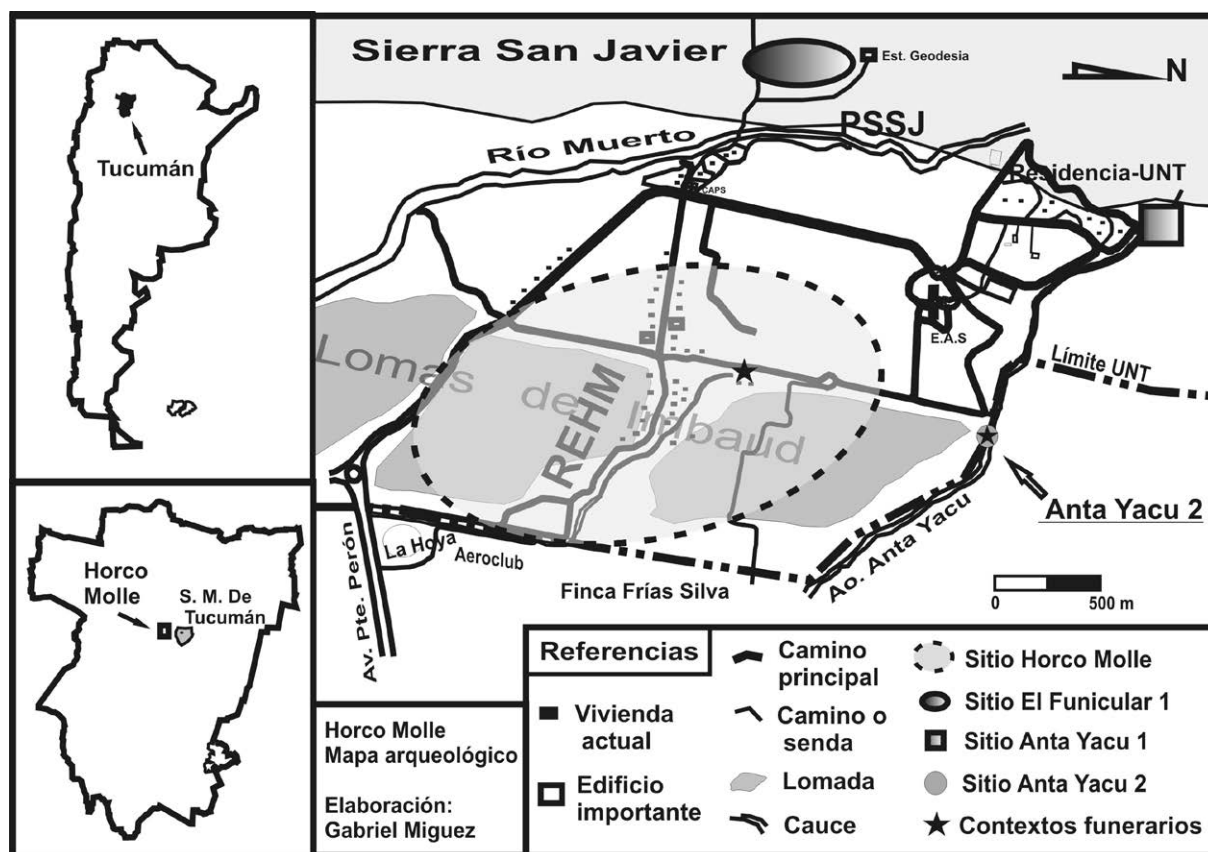 Tucumán
Horco
Molle
S. M. De
Tucumán
Sierra San Javier
Est. Geodesia
N
PSSJ
Río Muerto
Residencia-UNT
CAPS
E.A.S
Límite UNT
Lomas de Imbaud
REHM
Anta Yacu 2
La Hoya
Aeroclub
Ao. Anta Yacu
Av. Pte. Perón
Finca Frías Silva
0 500 m
Horco Molle
Mapa arqueológico
Elaboración:
Gabriel Miguez
Referencias
Vivienda
actual
Edificio
importante
Camino
principal
Camino o
senda
Lomada
Cauce
Sitio Horco Molle
Sitio El Funicular 1
Sitio Anta Yacu 1
Sitio Anta Yacu 2
Contextos funerarios